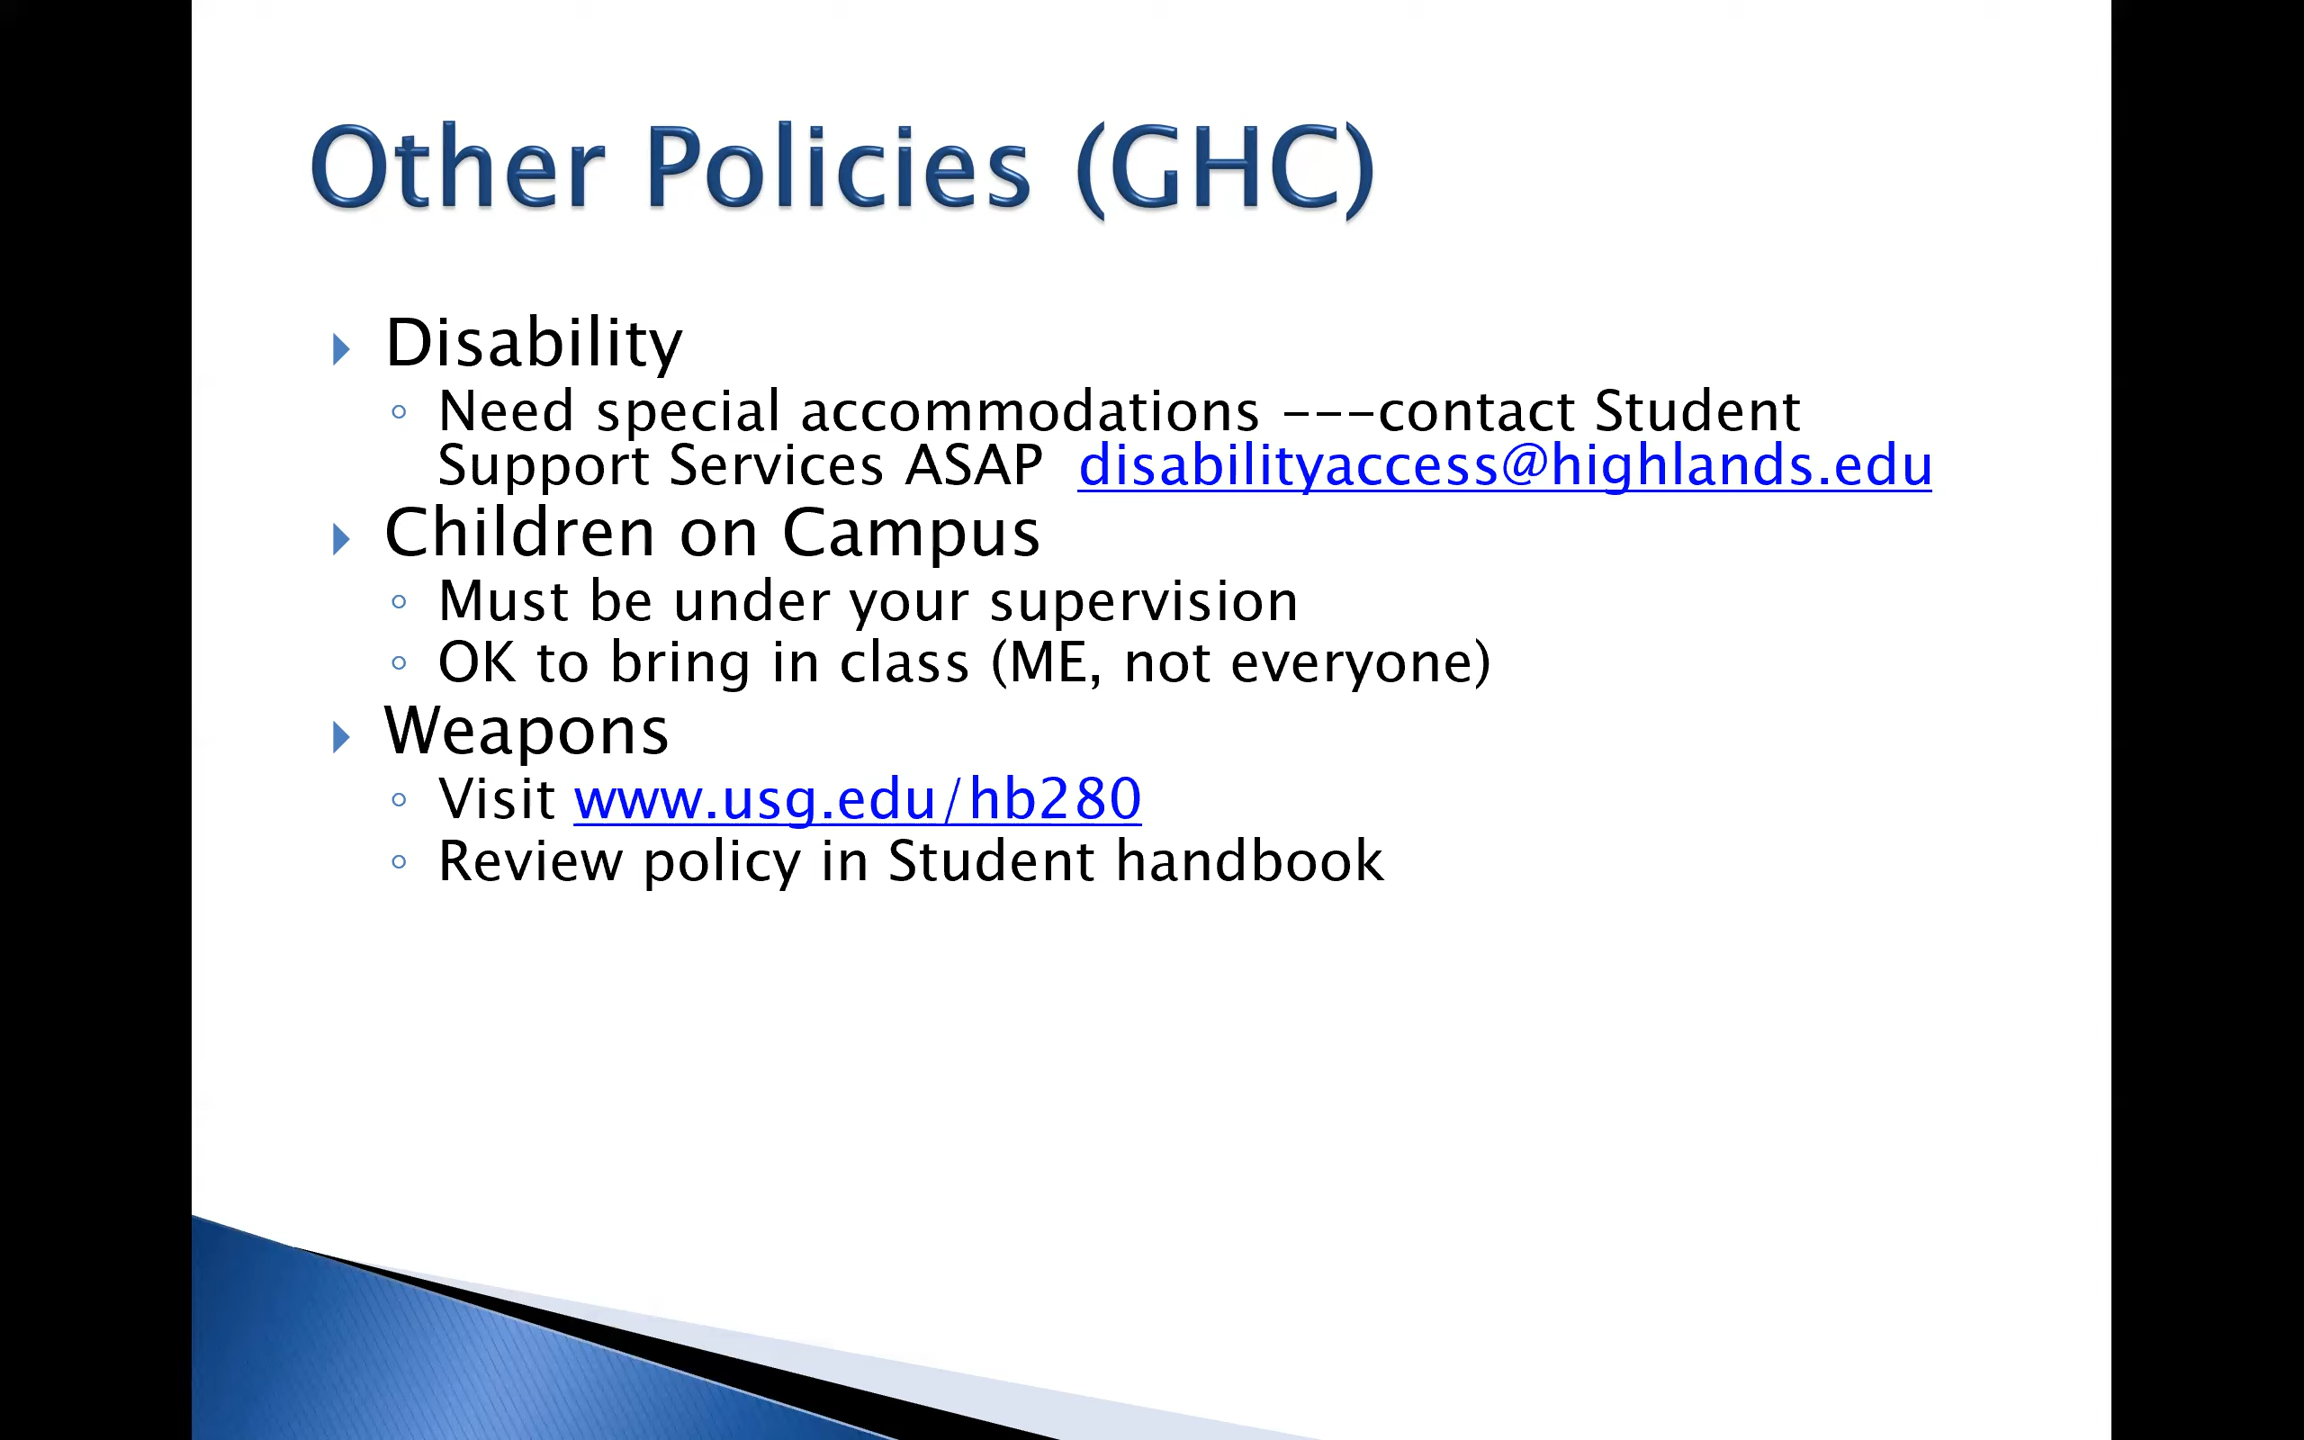 Other Policies (GHC)
Disability
Need special accommodations ---contact Student
Support Services ASAP disabilityaccess@highlands.edu
Children on Campus
Must be under your supervision
OK to bring in class (ME, not everyone)
Weapons
Visit www.usg.edu/hb280
Review policy in Student handbook